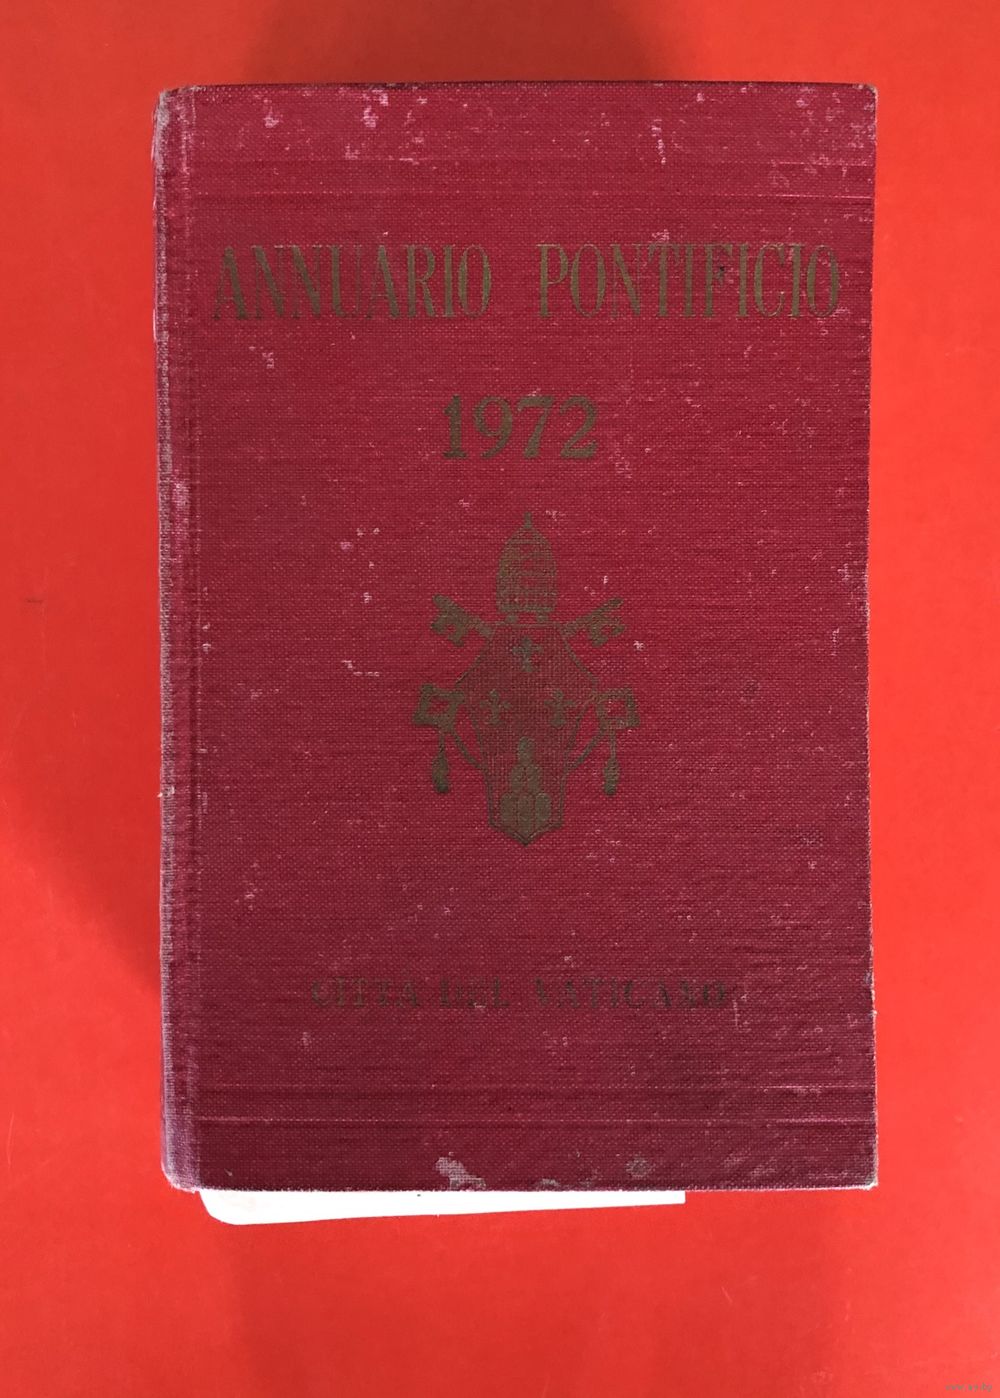 ANNUARIO PONTIFICIO
1972
CITTÀ DEL VATICANO